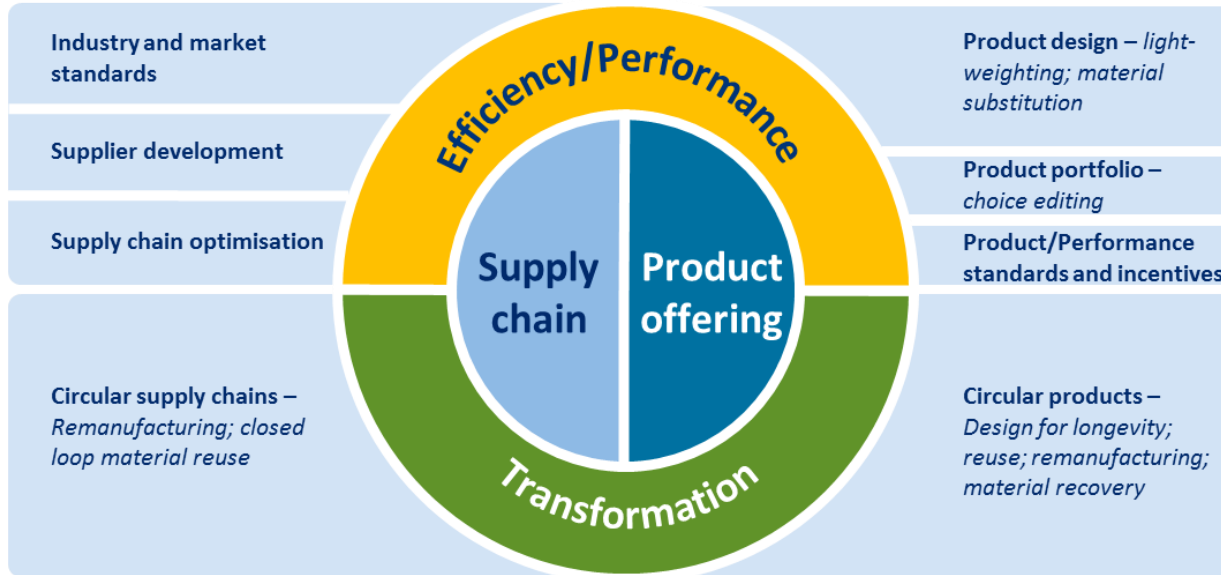 Industry and market
standards
Supplier development
Supply chain optimisation
Circular supply chains –
Remanufacturing; closed
loop material reuse
Efficiency/Performance
Supply
chain
Product
offering
Transformation
Product design – light-
weighting; material
substitution
Product portfolio –
choice editing
Product/Performance
standards and incentives
Circular products –
Design for longevity;
reuse; remanufacturing;
material recovery